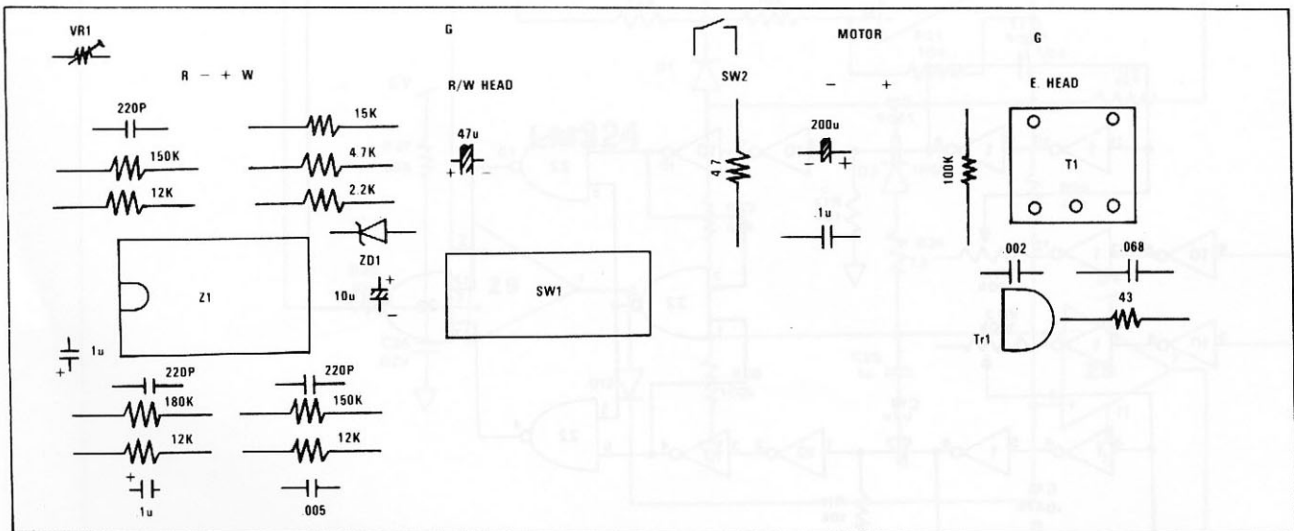 VR1
G
MOTOR
G
R - + W
R/W HEAD
SW2
- +
E. HEAD
220P
15K
47u
200u
150K
4.7K
+ -
47
- +
100K
T1
12K
2.2K
.1u
ZD1
.002
.068
Z1
10u
+
-
SW1
43
Tr1
1u
+
220P
220P
180K
150K
12K
12K
+
.1u
.005